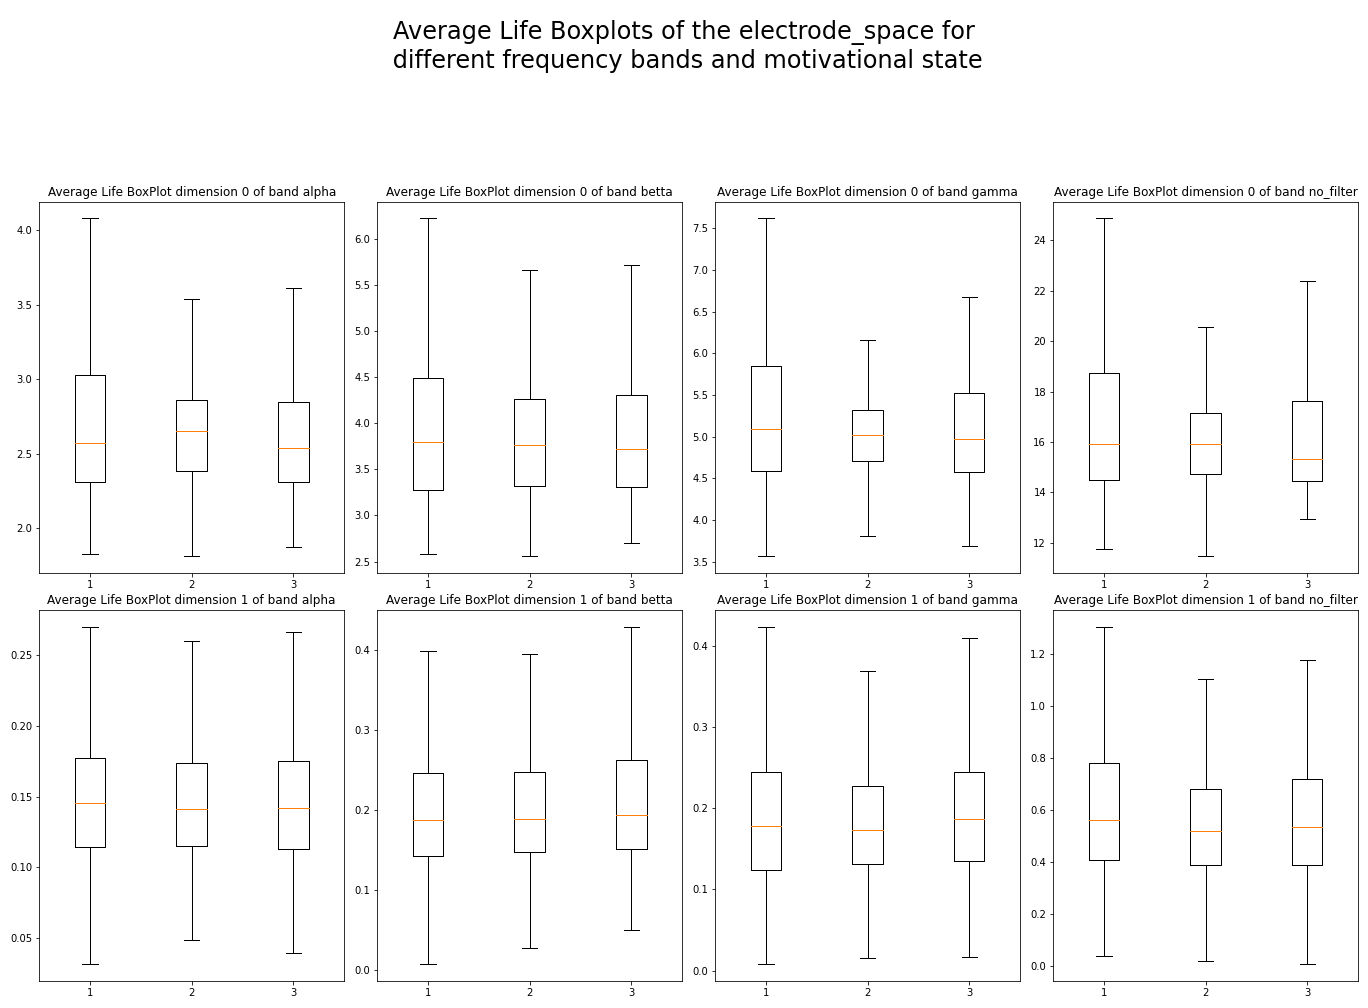 Average Life Boxplots of the electrode_space for
different frequency bands and motivational state
Average Life BoxPlot dimension 0 of band alpha
4.0
3.5
3.0
2.5
2.0
1 2 3
Average Life BoxPlot dimension 0 of band betta
6.0
5.5
5.0
4.5
4.0
3.5
3.0
2.5
1 2 3
Average Life BoxPlot dimension 0 of band gamma
7.5
7.0
6.5
6.0
5.5
5.0
4.5
4.0
3.5
1 2 3
Average Life BoxPlot dimension 0 of band no_filter
24
22
20
18
16
14
12
1 2 3
Average Life BoxPlot dimension 1 of band alpha
0.25
0.20
0.15
0.10
0.05
1 2 3
Average Life BoxPlot dimension 1 of band betta
0.4
0.3
0.2
0.1
0.0
1 2 3
Average Life BoxPlot dimension 1 of band gamma
0.4
0.3
0.2
0.1
0.0
1 2 3
Average Life BoxPlot dimension 1 of band no_filter
1.2
1.0
0.8
0.6
0.4
0.2
0.0
1 2 3